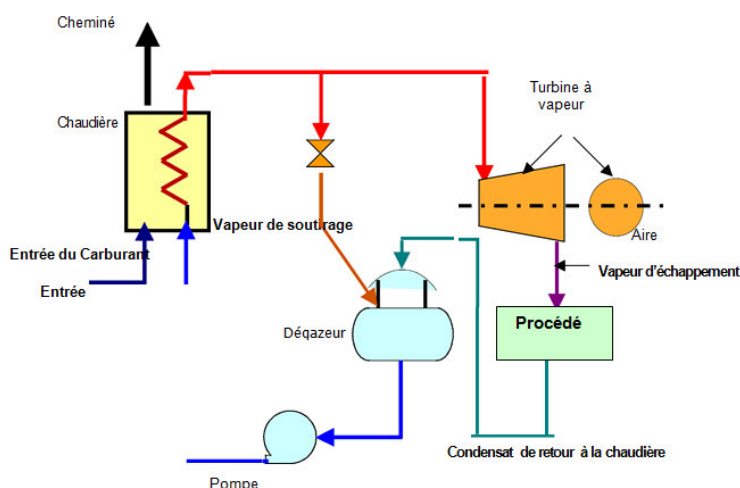 Cheminé
Chaudière
Turbine à
vapeur
Vapeur de soutirage
Aire
Entrée du Carburant
Vapeur d'échappement
Entrée
Procédé
Dégazeur
Condensat de retour à la chaudière
Pompe